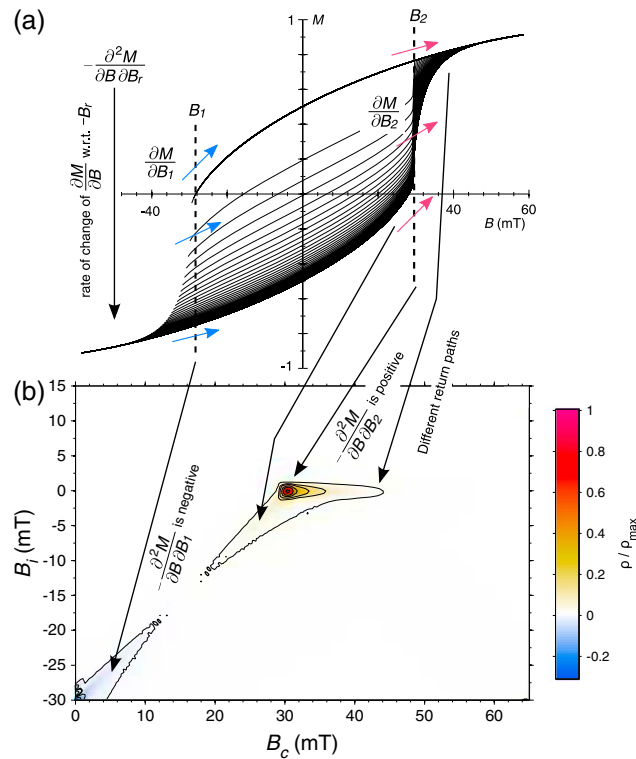 (a)
1
M
B₂
−∂²M/∂B ∂Bᵣ
B₁
∂M/∂B₂
∂M/∂B₁
rate of change of ∂M/∂B w.r.t. -Bᵣ
-40
-20
40
60
B (mT)
-1
(b)
15
10
5
0
-5
-10
-15
-20
-25
-30
Bᵢ (mT)
−∂²M/∂B ∂B₁ is negative
−∂²M/∂B ∂B₂ is positive
Different return paths
1
0.8
0.6
0.4
0.2
0
-0.2
ρ / ρmax
0
10
20
30
40
50
60
B𝑐 (mT)